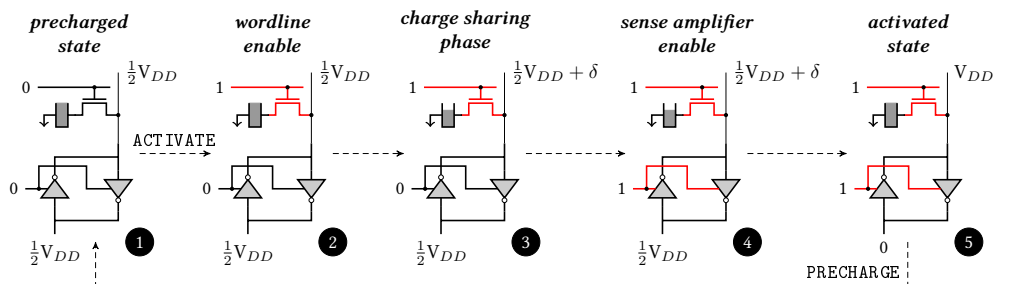 precharged
state
wordline
enable
charge sharing
phase
sense amplifier
enable
activated
state
½V_DD
½V_DD
½V_DD + δ
½V_DD + δ
V_DD
0
1
1
1
1
ACTIVATE
0
0
0
1
1
½V_DD
1
½V_DD
2
½V_DD
3
½V_DD
4
0
5
PRECHARGE